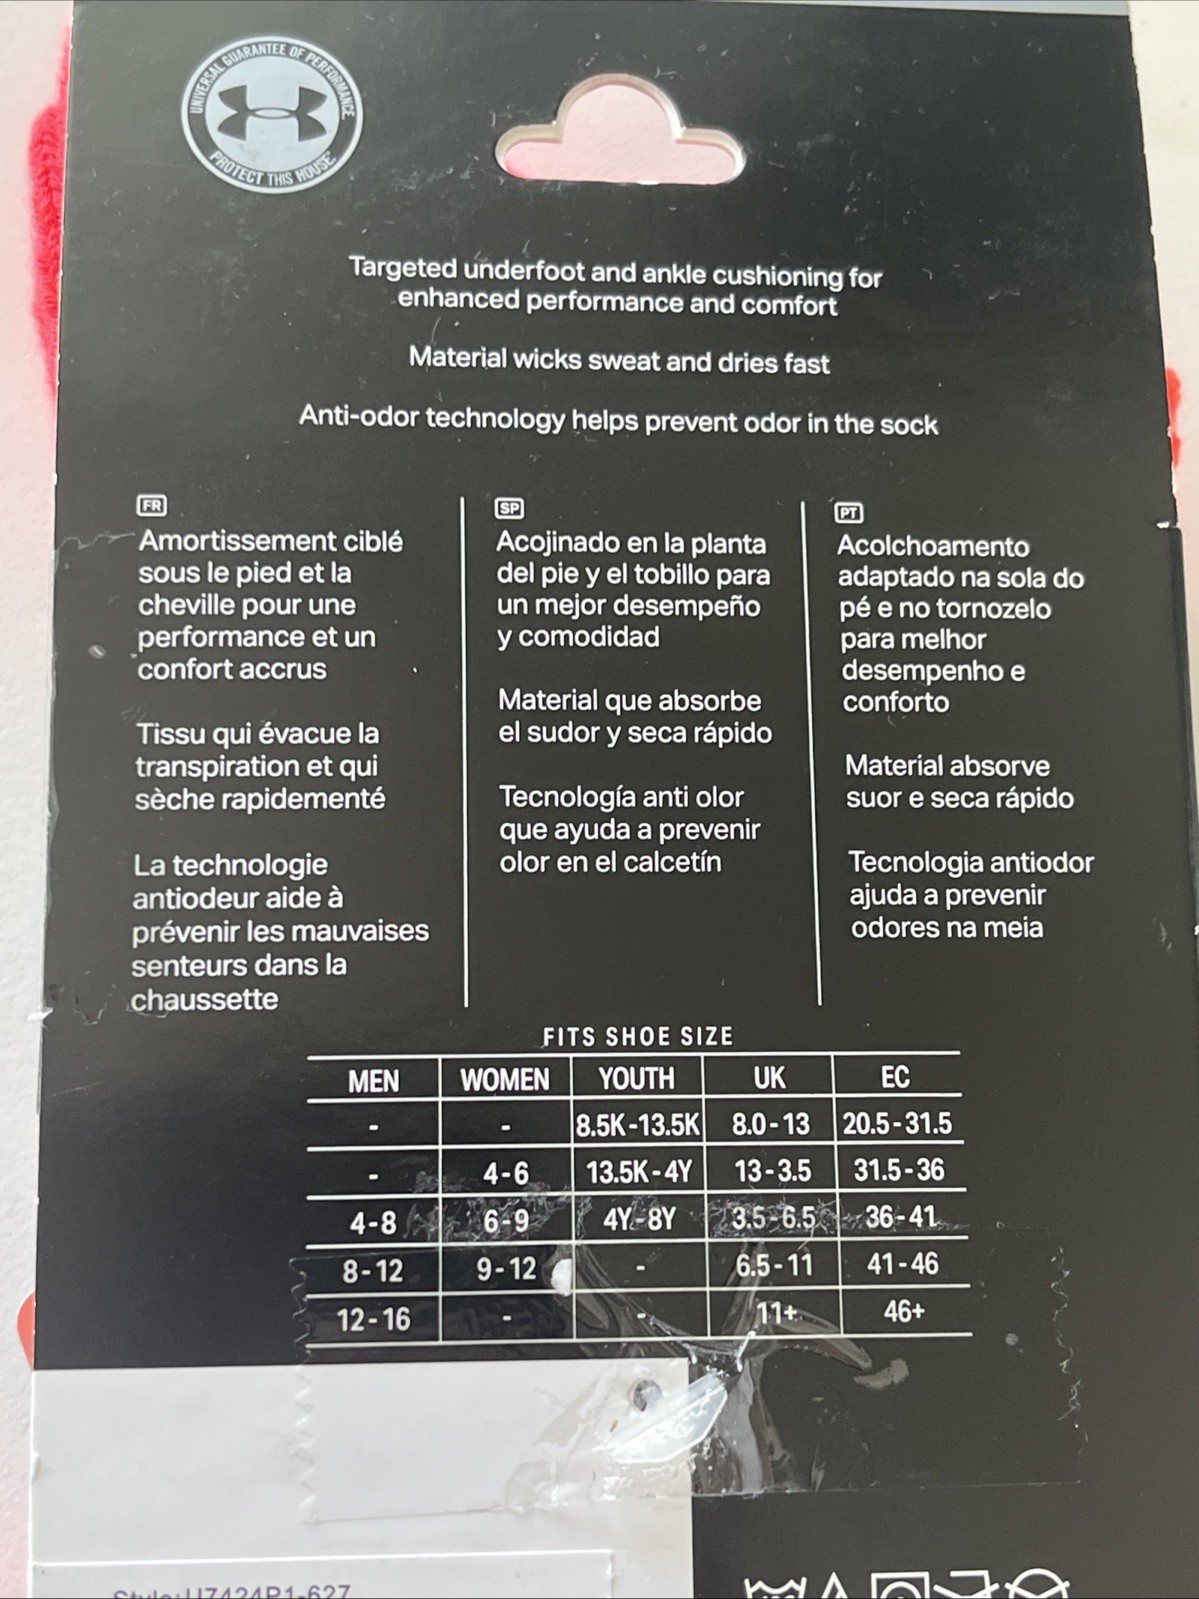 UNIVERSAL GUARANTEE OF PERFORMANCE
PROTECT THIS HOUSE
Targeted underfoot and ankle cushioning for
enhanced performance and comfort
Material wicks sweat and dries fast
Anti-odor technology helps prevent odor in the sock
FR
Amortissement ciblé
sous le pied et la
cheville pour une
performance et un
confort accrus
Tissu qui évacue la
transpiration et qui
sèche rapidementé
La technologie
antiodeur aide à
prévenir les mauvaises
senteurs dans la
chaussette
SP
Acojinado en la planta
del pie y el tobillo para
un mejor desempeño
y comodidad
Material que absorbe
el sudor y seca rápido
Tecnología anti olor
que ayuda a prevenir
olor en el calcetín
PT
Acolchoamento
adaptado na sola do
pé e no tornozelo
para melhor
desempenho e
conforto
Material absorve
suor e seca rápido
Tecnologia antiodor
ajuda a prevenir
odores na meia
FITS SHOE SIZE
MEN WOMEN YOUTH UK EC
- - 8.5K-13.5K 8.0-13 20.5-31.5
- 4-6 13.5K-4Y 13-3.5 31.5-36
4-8 6-9 4Y-8Y 3.5-6.5 36-41
8-12 9-12 - 6.5-11 41-46
12-16 - - 11+ 46+
Style: U7424P1-627